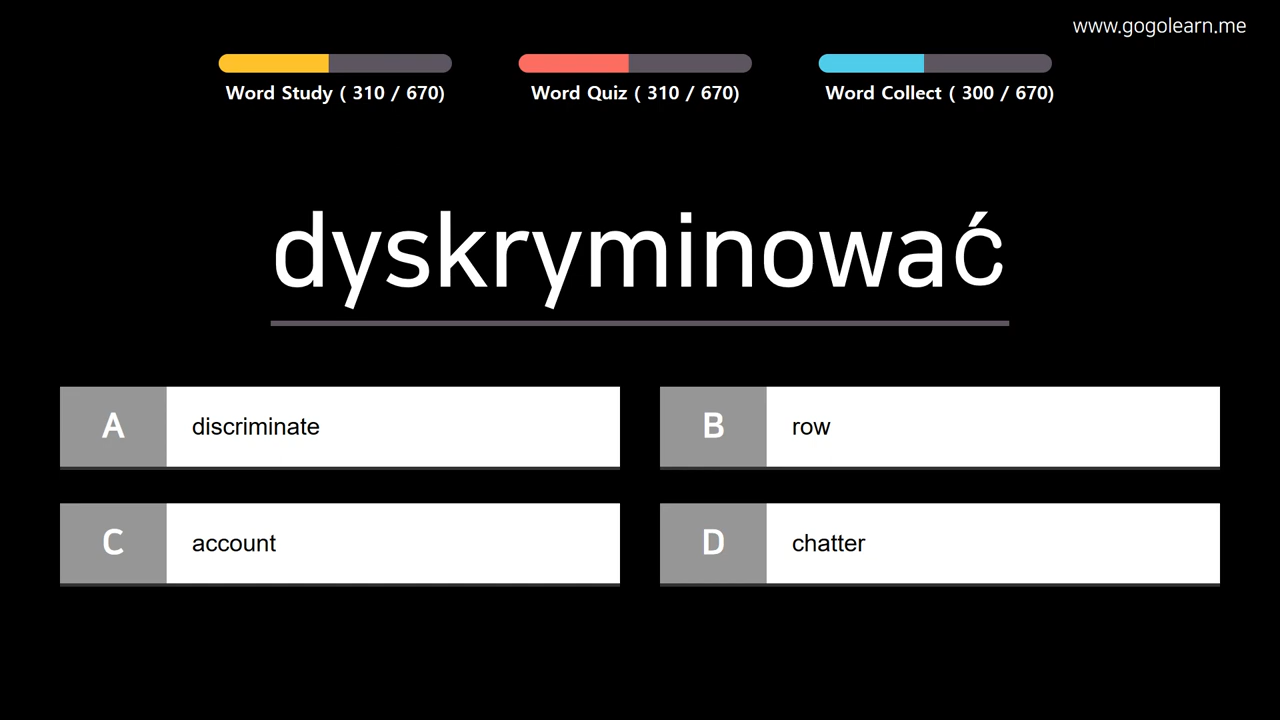 www.gogolearn.me
Word Study ( 310 / 670)
Word Quiz ( 310 / 670)
Word Collect ( 300 / 670)
dyskryminować
A discriminate
B row
C account
D chatter